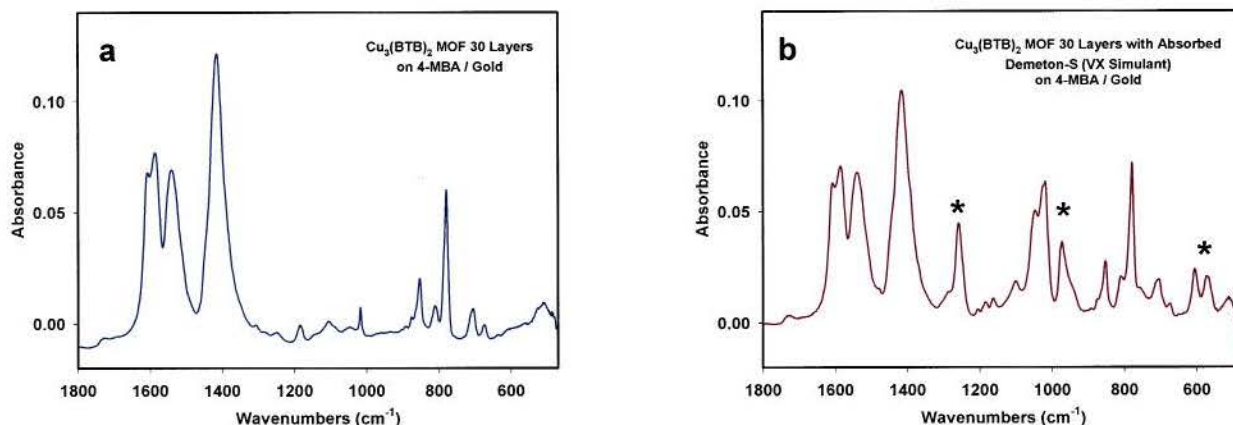 a
Cu3(BTB)2 MOF 30 Layers
on 4-MBA / Gold
Absorbance
0.10
0.05
0.00
1800 1600 1400 1200 1000 800 600
Wavenumbers (cm-1)
b
Cu3(BTB)2 MOF 30 Layers with Absorbed
Demeton-S (VX Simulant)
on 4-MBA / Gold
Absorbance
0.10
0.05
0.00
* * *
1800 1600 1400 1200 1000 800 600
Wavenumbers (cm-1)